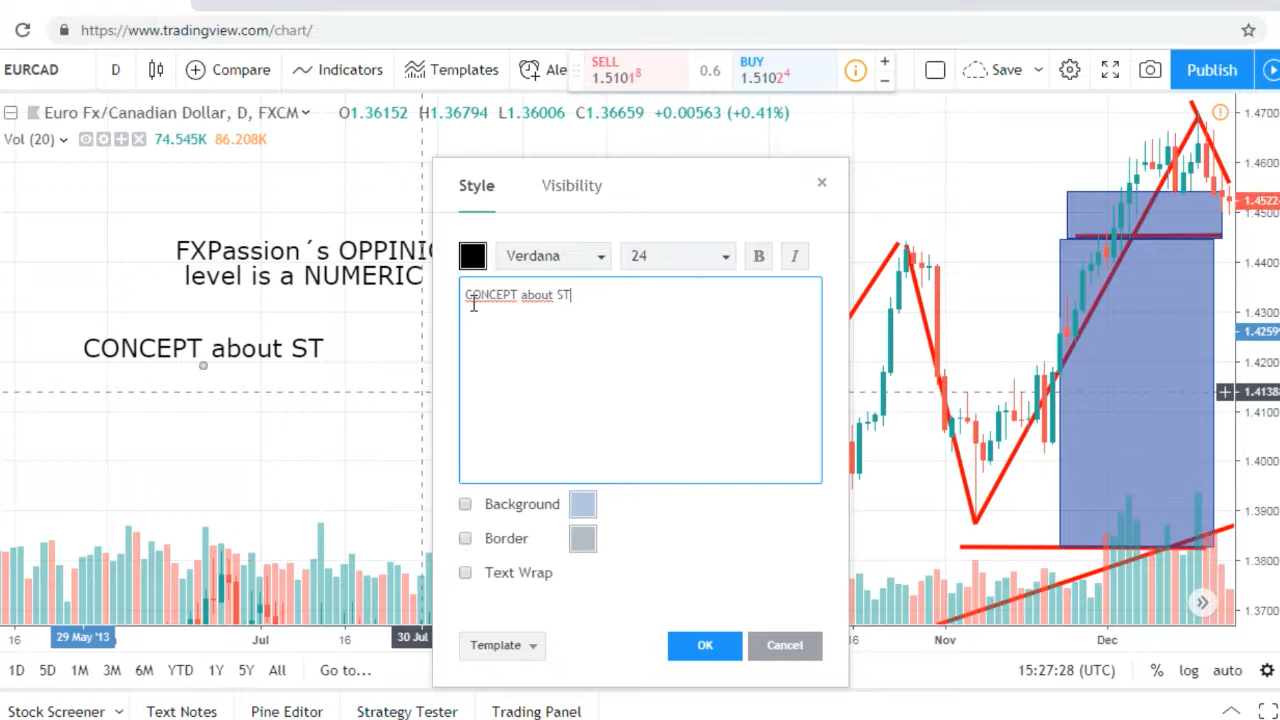 https://www.tradingview.com/chart/
EURCAD D Compare Indicators Templates Ale SELL 1.51018 0.6 BUY 1.51024 + − Save Publish
Euro Fx/Canadian Dollar, D, FXCM O1.36152 H1.36794 L1.36006 C1.36659 +0.00563 (+0.41%)
Vol (20) 74.545K 86.208K
1.4700
1.4600
1.4522
1.4500
1.4300
1.4259
1.4138
1.4100
1.4000
1.3900
1.3800
1.3700
FXPassion´s OPPINI
level is a NUMERIC
CONCEPT about ST
Style Visibility ×
Verdana 24 B I
CONCEPT about ST
Background
Border
Text Wrap
Template OK Cancel
16 29 May '13 Jul 16 30 Jul 16 Nov Dec
1D 5D 1M 3M 6M YTD 1Y 5Y All Go to... 15:27:28 (UTC) % log auto
Stock Screener Text Notes Pine Editor Strategy Tester Trading Panel